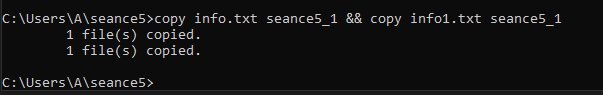 C:\Users\A\seance5>copy info.txt seance5_1 && copy info1.txt seance5_1
        1 file(s) copied.
        1 file(s) copied.
C:\Users\A\seance5>